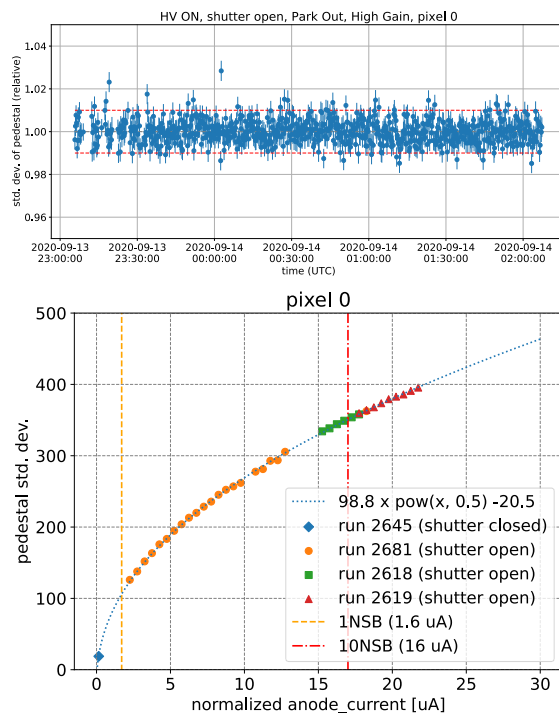 HV ON, shutter open, Park Out, High Gain, pixel 0
std. dev. of pedestal (relative)
1.04
1.02
1.00
0.98
0.96
2020-09-13 2020-09-13 2020-09-14 2020-09-14 2020-09-14 2020-09-14 2020-09-14
23:00:00 23:30:00 00:00:00 00:30:00 01:00:00 01:30:00 02:00:00
time (UTC)
pixel 0
pedestal std. dev.
500
400
300
200
100
0
98.8 x pow(x, 0.5) -20.5
run 2645 (shutter closed)
run 2681 (shutter open)
run 2618 (shutter open)
run 2619 (shutter open)
1NSB (1.6 uA)
10NSB (16 uA)
0 5 10 15 20 25 30
normalized anode_current [uA]